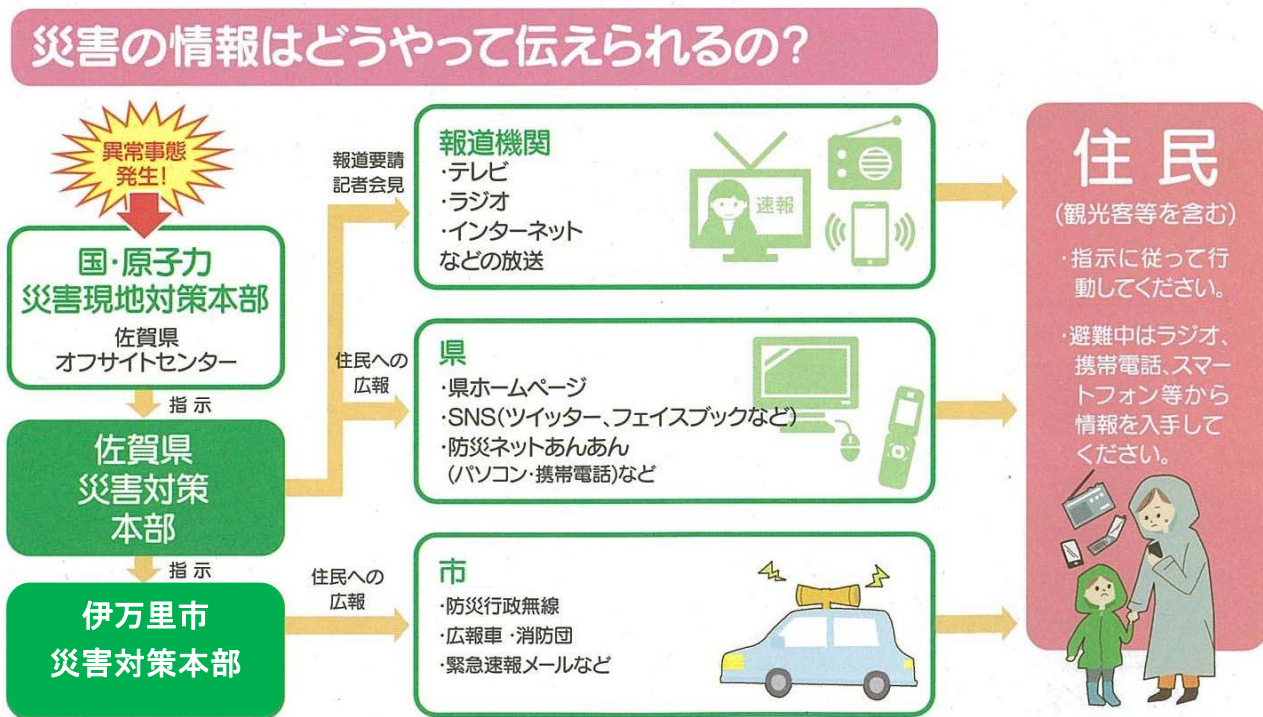 災害の情報はどうやって伝えられるの?
異常事態
発生!
国・原子力
災害現地対策本部
佐賀県
オフサイトセンター
指示
佐賀県
災害対策
本部
指示
伊万里市
災害対策本部
報道要請
記者会見
報道機関
・テレビ
・ラジオ
・インターネット
などの放送
速報
住民への
広報
県
・県ホームページ
・SNS(ツイッター、フェイスブックなど)
・防災ネットあんあん
(パソコン・携帯電話)など
住民への
広報
市
・防災行政無線
・広報車・消防団
・緊急速報メールなど
住民
(観光客等を含む)
・指示に従って行
動してください。
・避難中はラジオ、
携帯電話、スマー
トフォン等から
情報を入手して
ください。